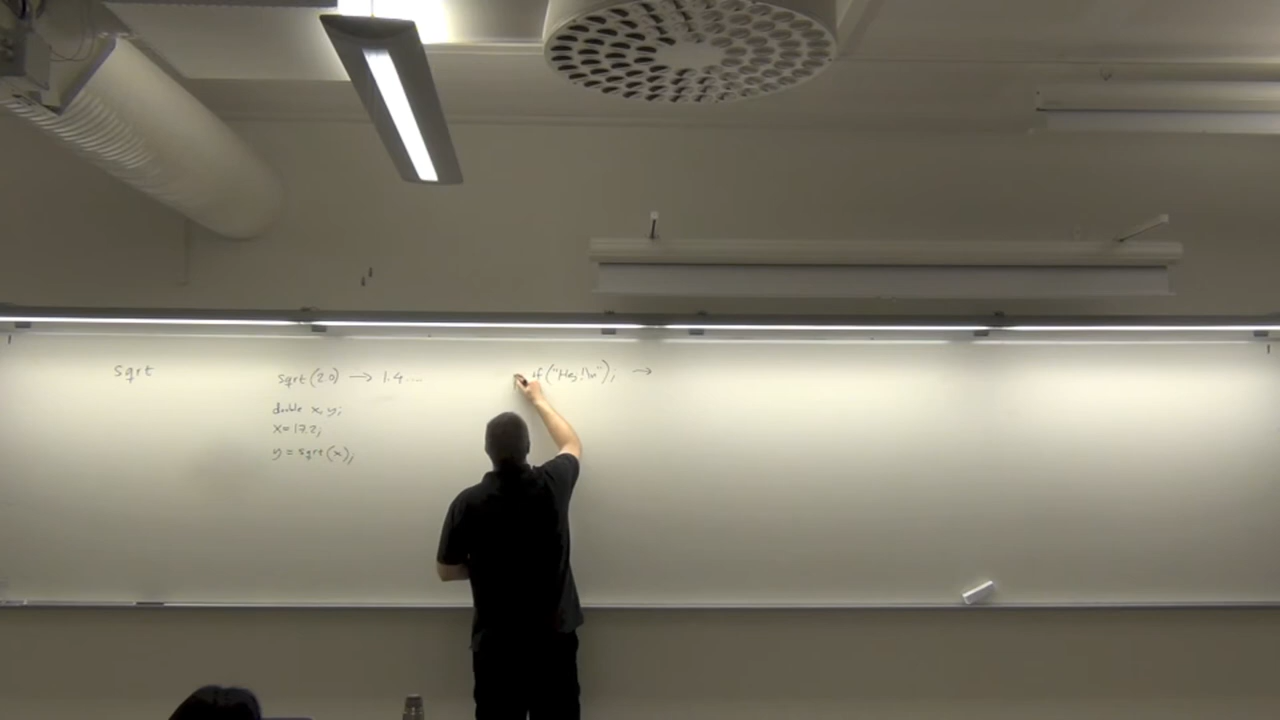 sqrt
sqrt(2.0) → 1.4....
double x, y;
x = 17.2;
y = sqrt(x);
f("Hej!\n"); →